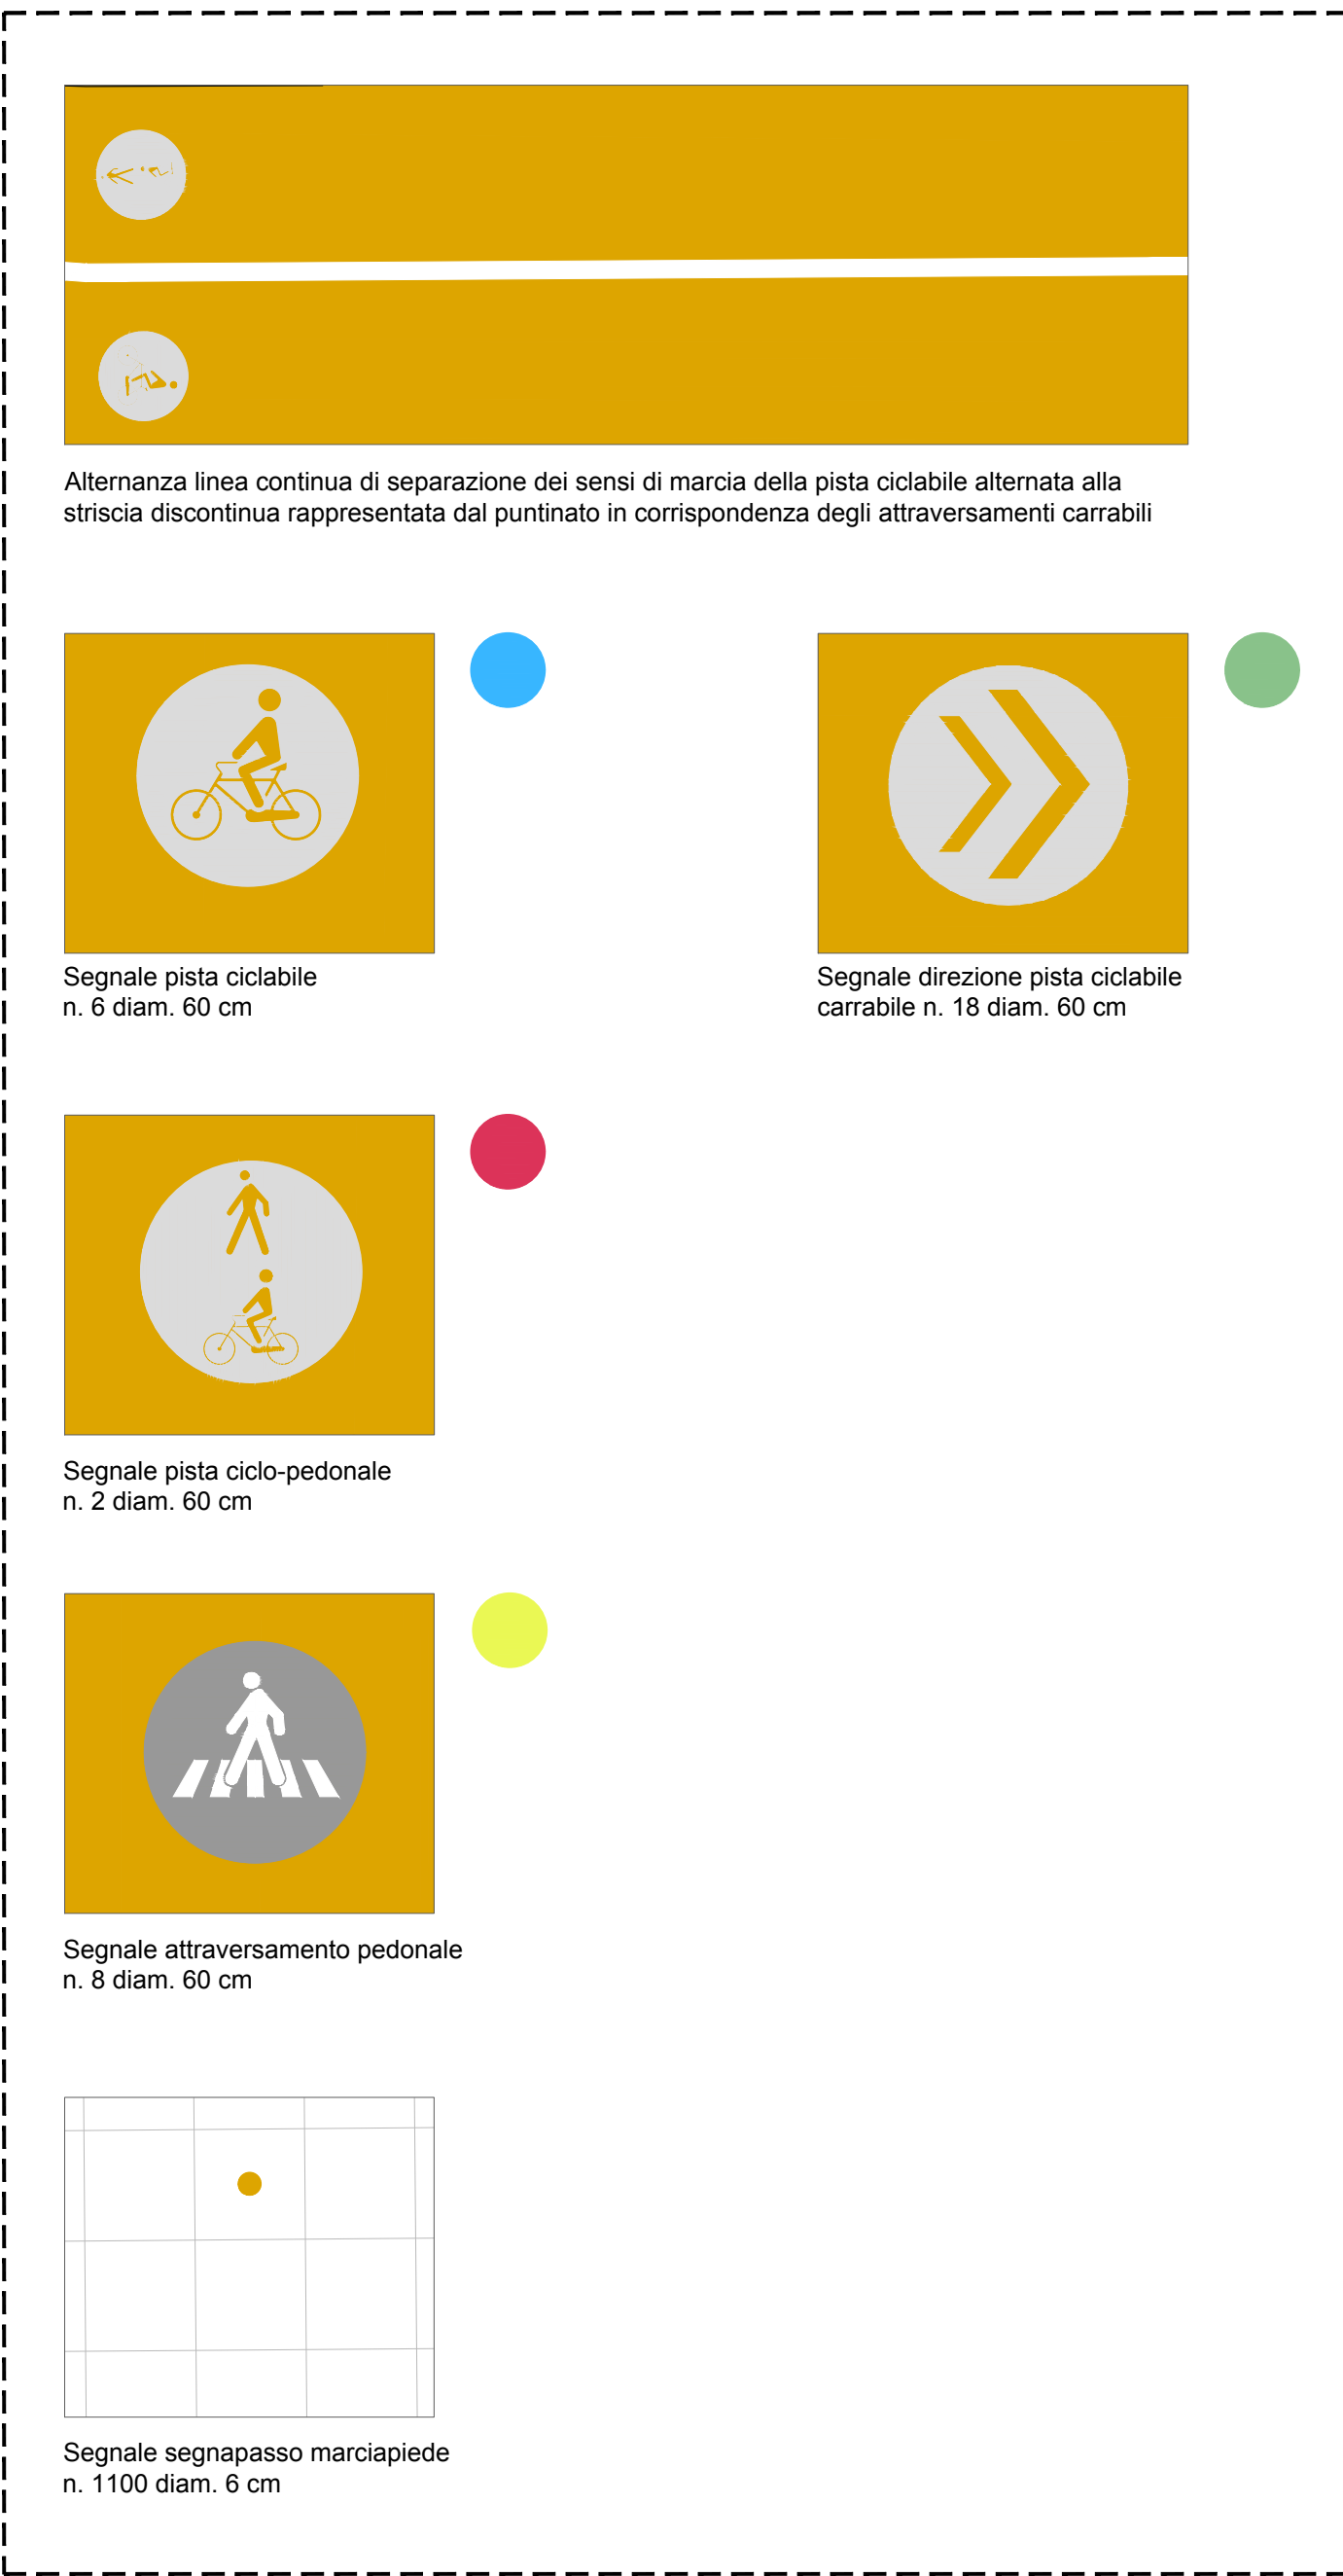 Alternanza linea continua di separazione dei sensi di marcia della pista ciclabile alternata alla
striscia discontinua rappresentata dal puntinato in corrispondenza degli attraversamenti carrabili
Segnale pista ciclabile
n. 6 diam. 60 cm
Segnale direzione pista ciclabile
carrabile n. 18 diam. 60 cm
Segnale pista ciclo-pedonale
n. 2 diam. 60 cm
Segnale attraversamento pedonale
n. 8 diam. 60 cm
Segnale segnapasso marciapiede
n. 1100 diam. 6 cm